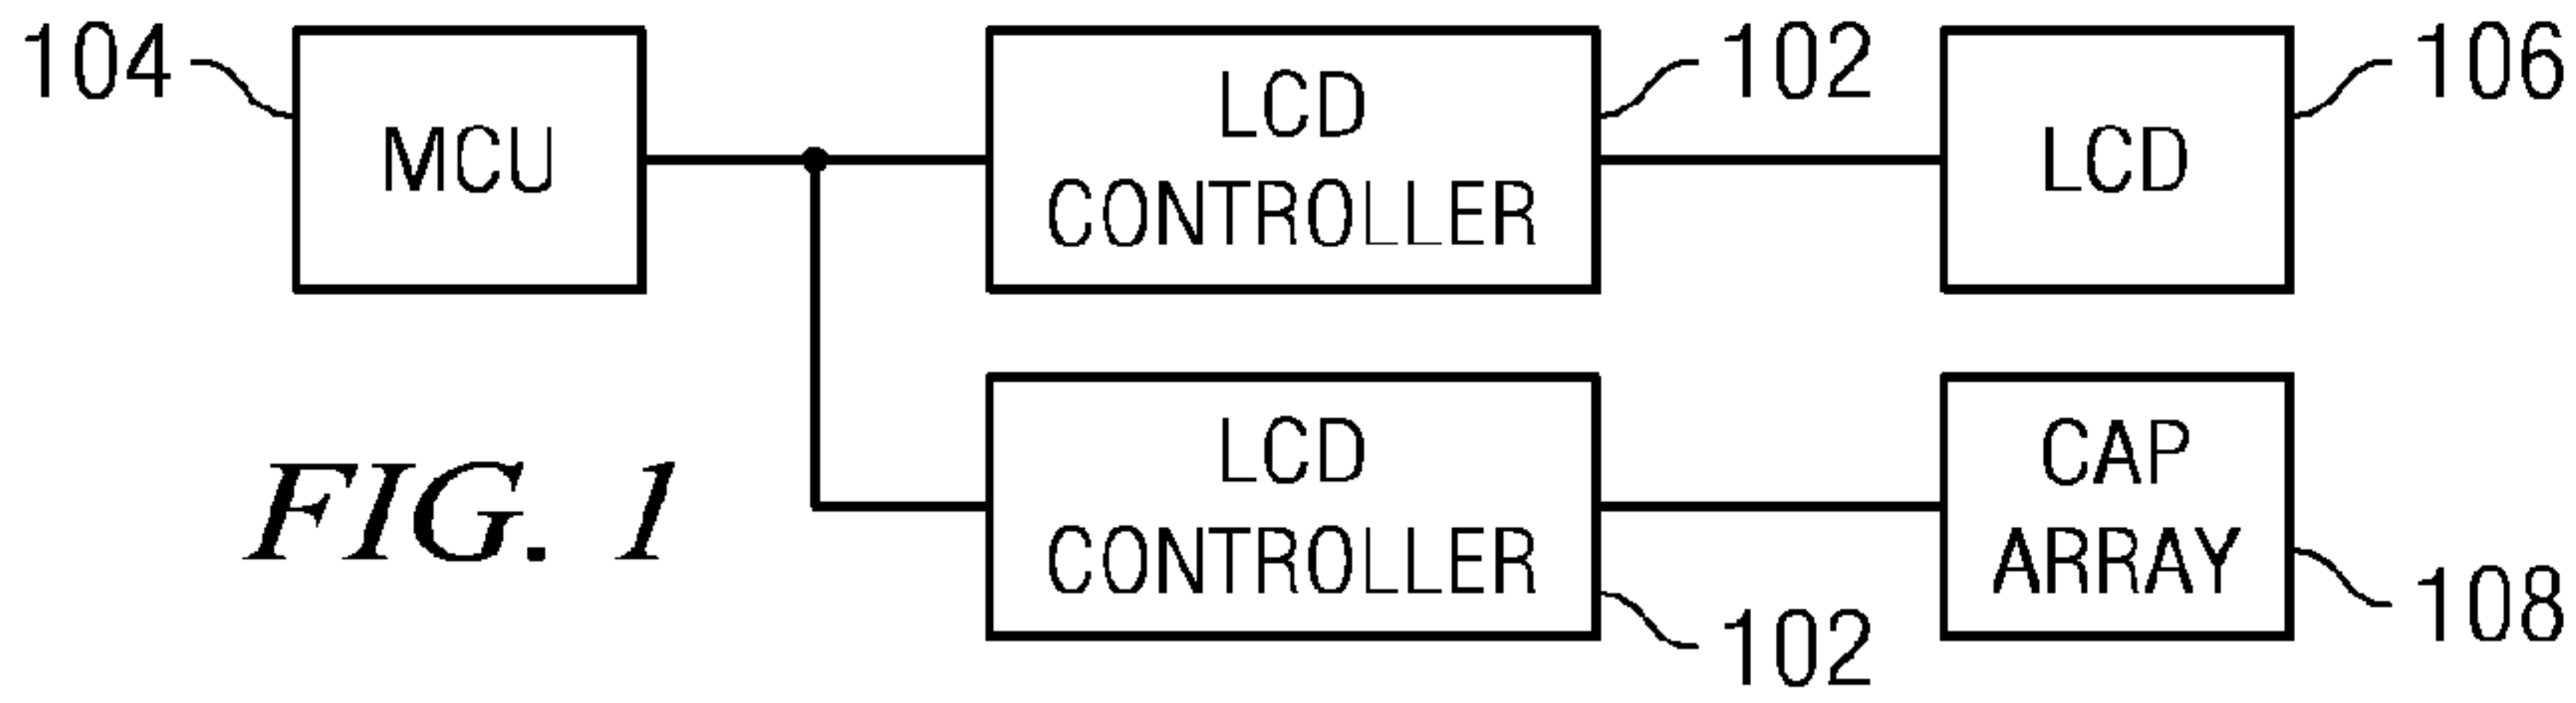 104
MCU
LCD
CONTROLLER
102
LCD
106
FIG. 1
LCD
CONTROLLER
102
CAP
ARRAY
108